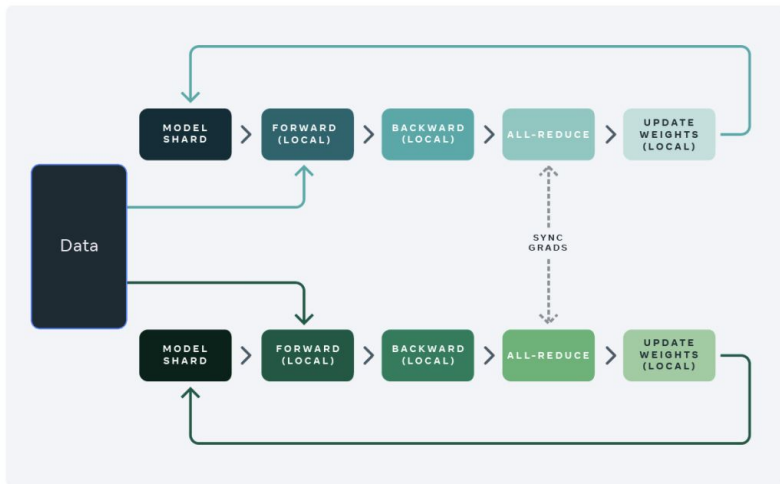 MODEL
SHARD
FORWARD
(LOCAL)
BACKWARD
(LOCAL)
ALL-REDUCE
UPDATE
WEIGHTS
(LOCAL)
Data
SYNC
GRADS
MODEL
SHARD
FORWARD
(LOCAL)
BACKWARD
(LOCAL)
ALL-REDUCE
UPDATE
WEIGHTS
(LOCAL)